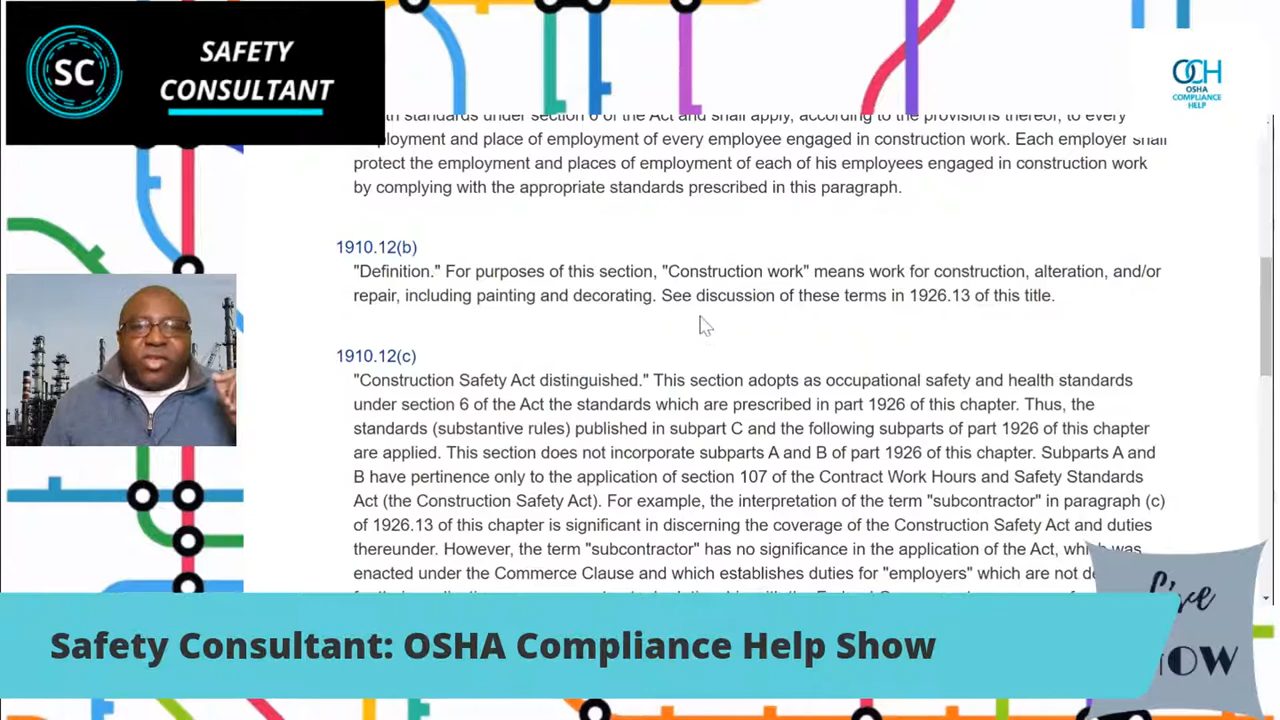 SC
SAFETY
CONSULTANT
OCH
OSHA
COMPLIANCE
HELP
standards under section of the Act and shall apply, according to the provisions thereof, to every
employment and place of employment of every employee engaged in construction work. Each employer shall
protect the employment and places of employment of each of his employees engaged in construction work
by complying with the appropriate standards prescribed in this paragraph.
1910.12(b)
"Definition." For purposes of this section, "Construction work" means work for construction, alteration, and/or
repair, including painting and decorating. See discussion of these terms in 1926.13 of this title.
1910.12(c)
"Construction Safety Act distinguished." This section adopts as occupational safety and health standards
under section 6 of the Act the standards which are prescribed in part 1926 of this chapter. Thus, the
standards (substantive rules) published in subpart C and the following subparts of part 1926 of this chapter
are applied. This section does not incorporate subparts A and B of part 1926 of this chapter. Subparts A and
B have pertinence only to the application of section 107 of the Contract Work Hours and Safety Standards
Act (the Construction Safety Act). For example, the interpretation of the term "subcontractor" in paragraph (c)
of 1926.13 of this chapter is significant in discerning the coverage of the Construction Safety Act and duties
thereunder. However, the term "subcontractor" has no significance in the application of the Act, which was
enacted under the Commerce Clause and which establishes duties for "employers" which are not de
Live
NOW
Safety Consultant: OSHA Compliance Help Show